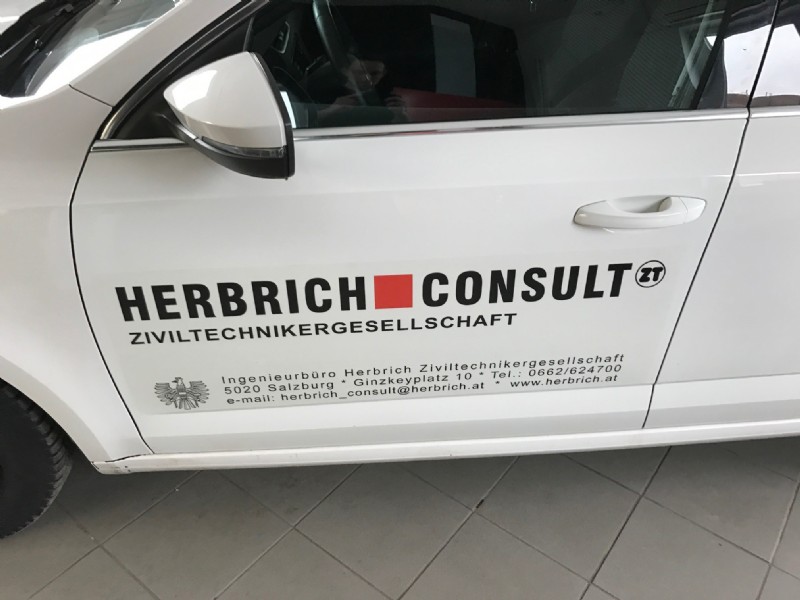 HERBRICH CONSULT ZT
ZIVILTECHNIKERGESELLSCHAFT
Ingenieurbüro Herbrich Ziviltechnikergesellschaft
5020 Salzburg * Ginzkeyplatz 10 * Tel.: 0662/624700
e-mail: herbrich_consult@herbrich.at * www.herbrich.at